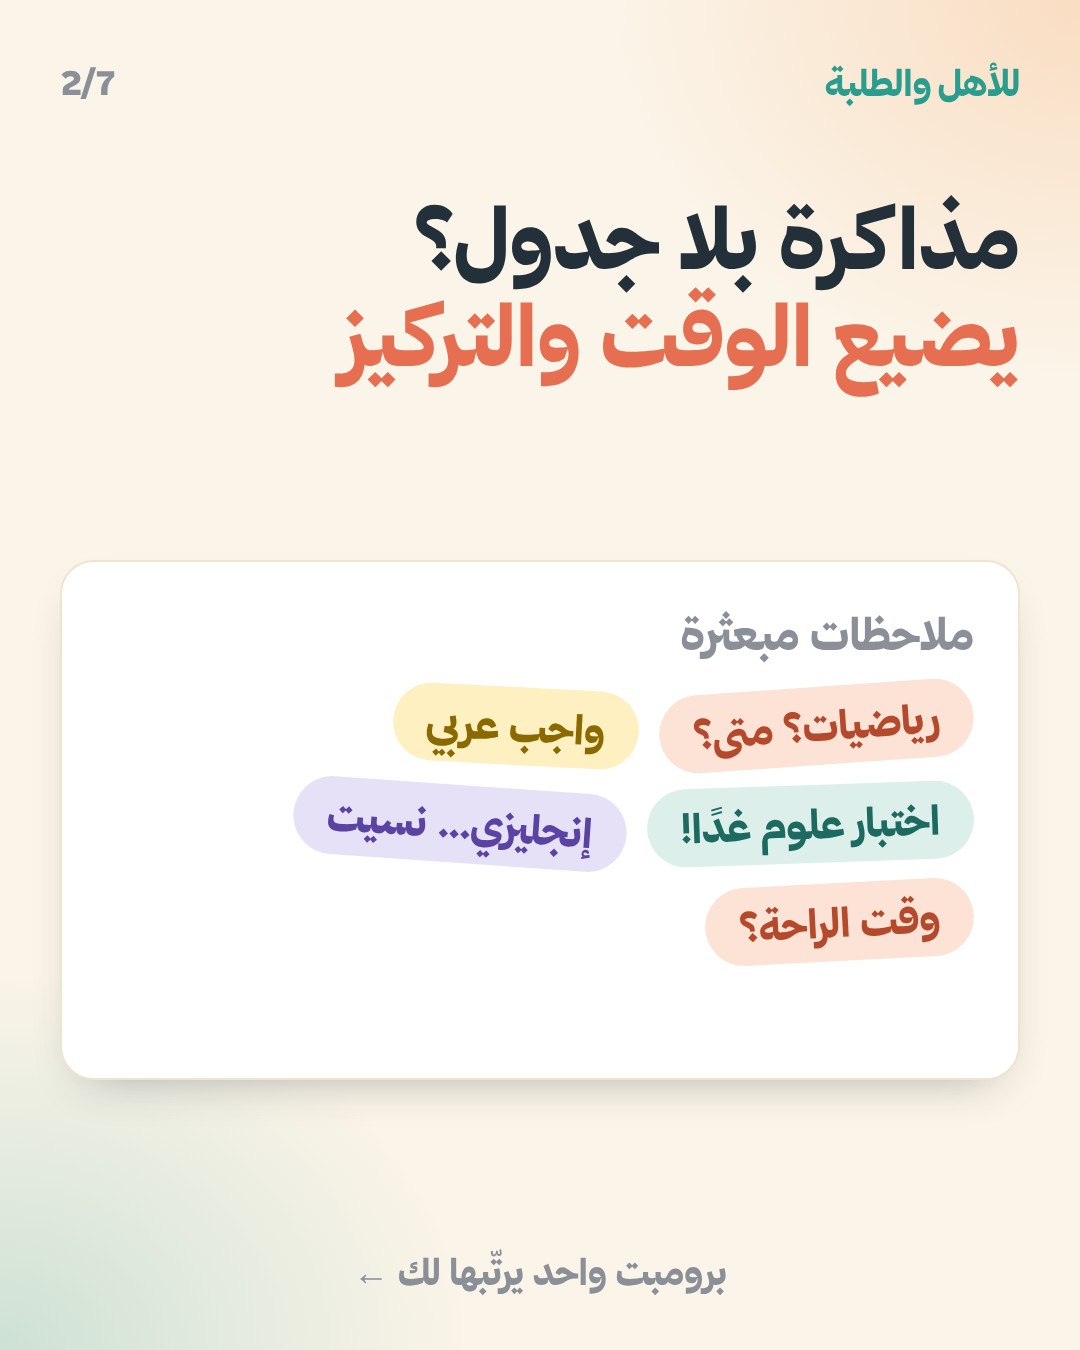 للأهل والطلبة
2/7
مذاكرة بلا جدول؟
يضيع الوقت والتركيز
ملاحظات مبعثرة
رياضيات؟ متى؟
واجب عربي
اختبار علوم غدًا!
إنجليزي... نسيت
وقت الراحة؟
برومبت واحد يرتّبها لك ←